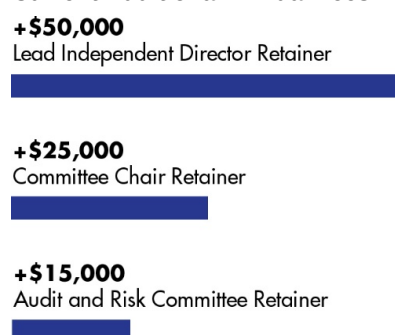 +$50,000
Lead Independent Director Retainer
+$25,000
Committee Chair Retainer
+$15,000
Audit and Risk Committee Retainer